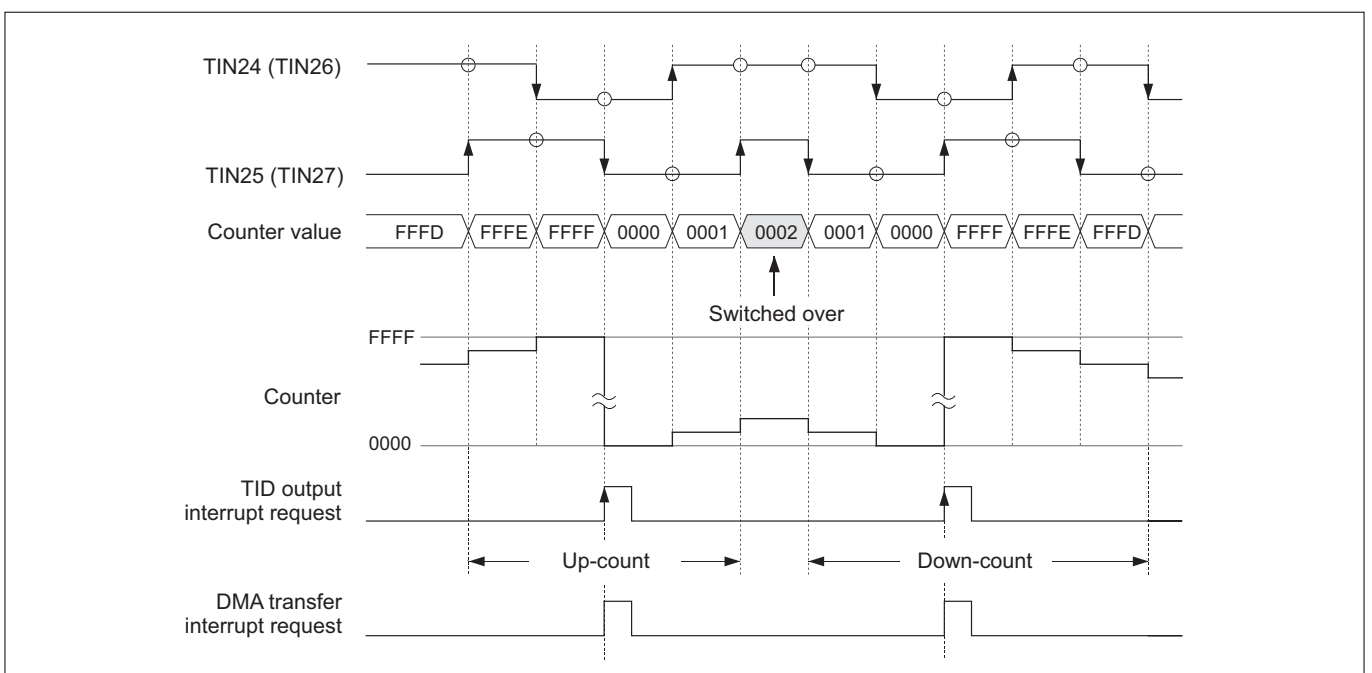 TIN24 (TIN26)
TIN25 (TIN27)
Counter value
FFFD FFFE FFFF 0000 0001 0002 0001 0000 FFFF FFFE FFFD
Switched over
FFFF
Counter
0000
TID output
interrupt request
Up-count
Down-count
DMA transfer
interrupt request